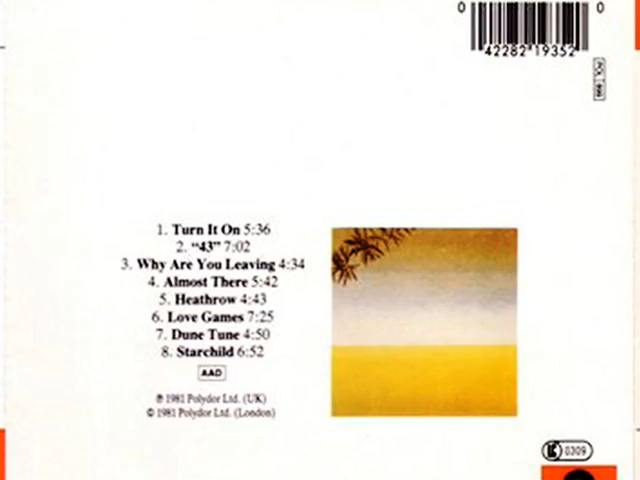 0 42282 19352 0
1. Turn It On 5:36
2. “43” 7:02
3. Why Are You Leaving 4:34
4. Almost There 5:42
5. Heathrow 4:43
6. Love Games 7:25
7. Dune Tune 4:50
8. Starchild 6:52
AAD
℗ 1981 Polydor Ltd. (UK)
© 1981 Polydor Ltd. (London)
0309